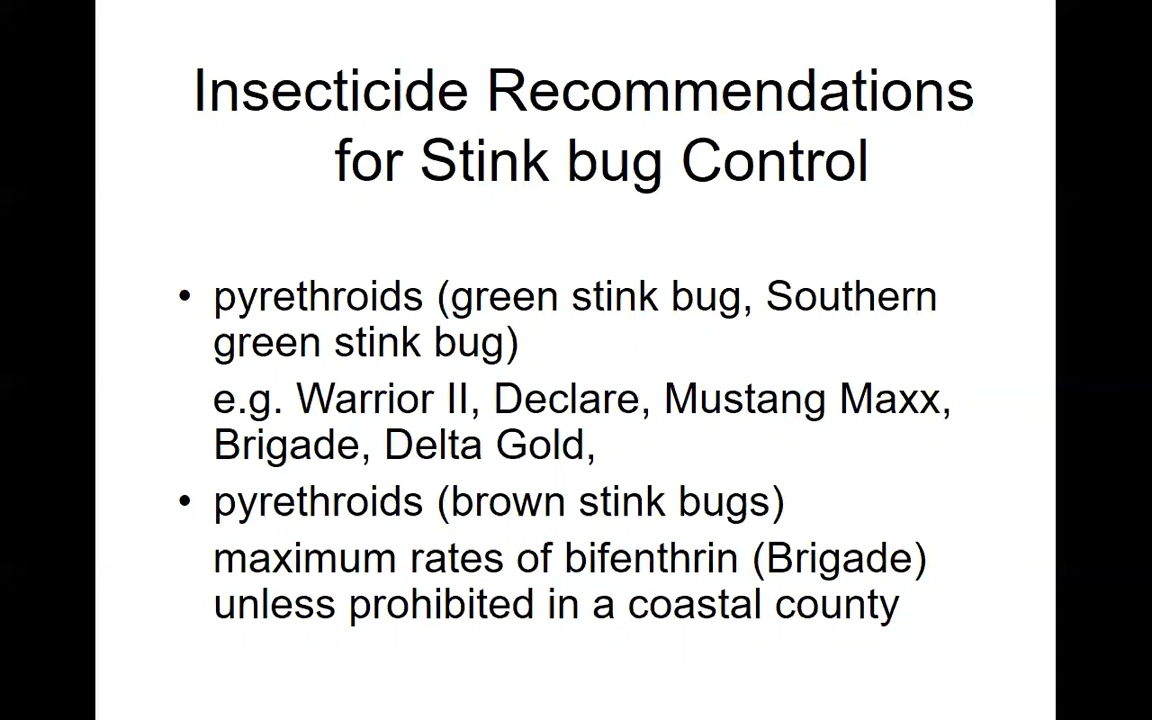 Insecticide Recommendations
for Stink bug Control
• pyrethroids (green stink bug, Southern
green stink bug)
e.g. Warrior II, Declare, Mustang Maxx,
Brigade, Delta Gold,
• pyrethroids (brown stink bugs)
maximum rates of bifenthrin (Brigade)
unless prohibited in a coastal county